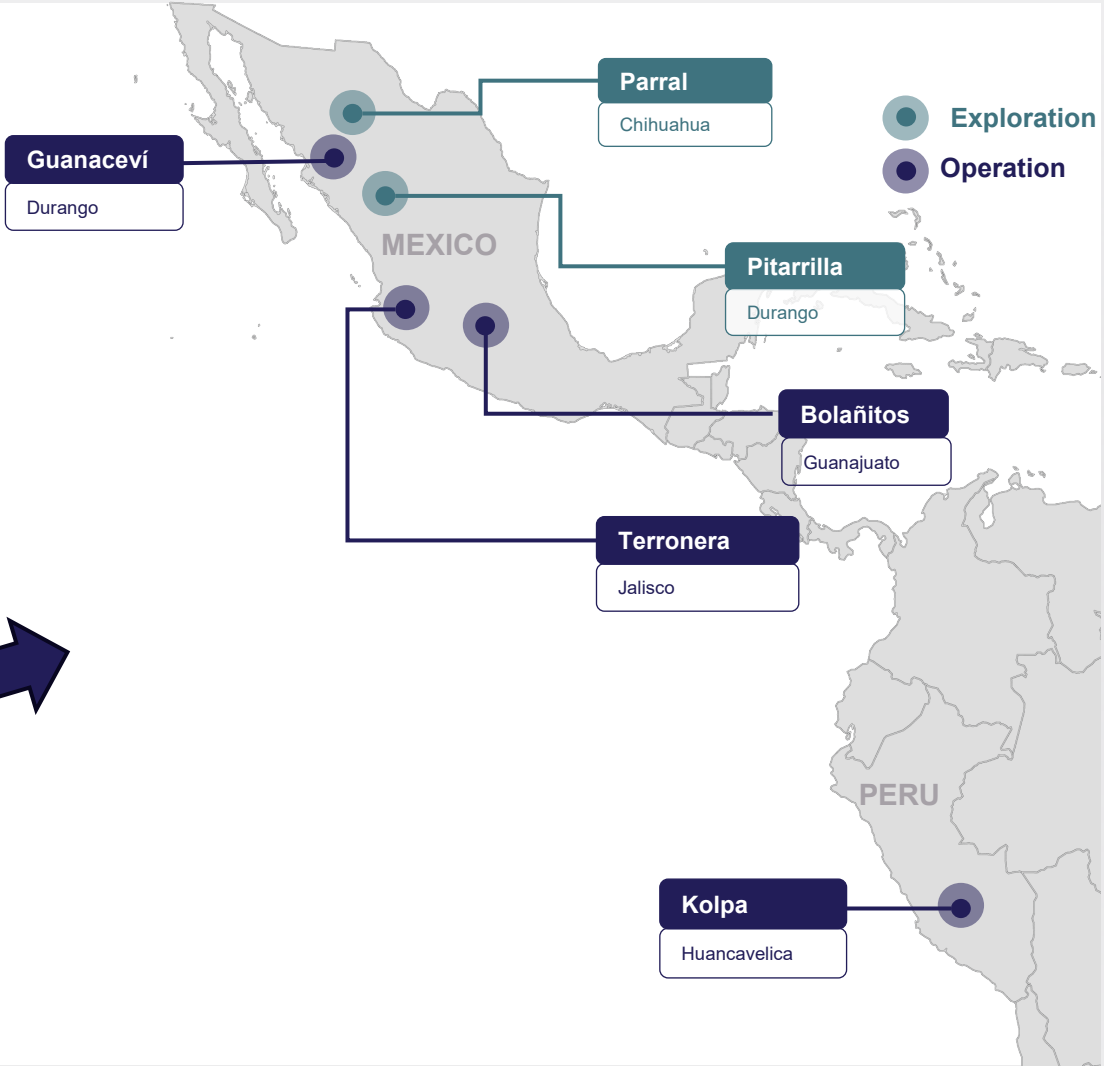 Parral
Chihuahua
Exploration
Operation
Guanaceví
Durango
MEXICO
Pitarrilla
Durango
Bolañitos
Guanajuato
Terronera
Jalisco
PERU
Kolpa
Huancavelica